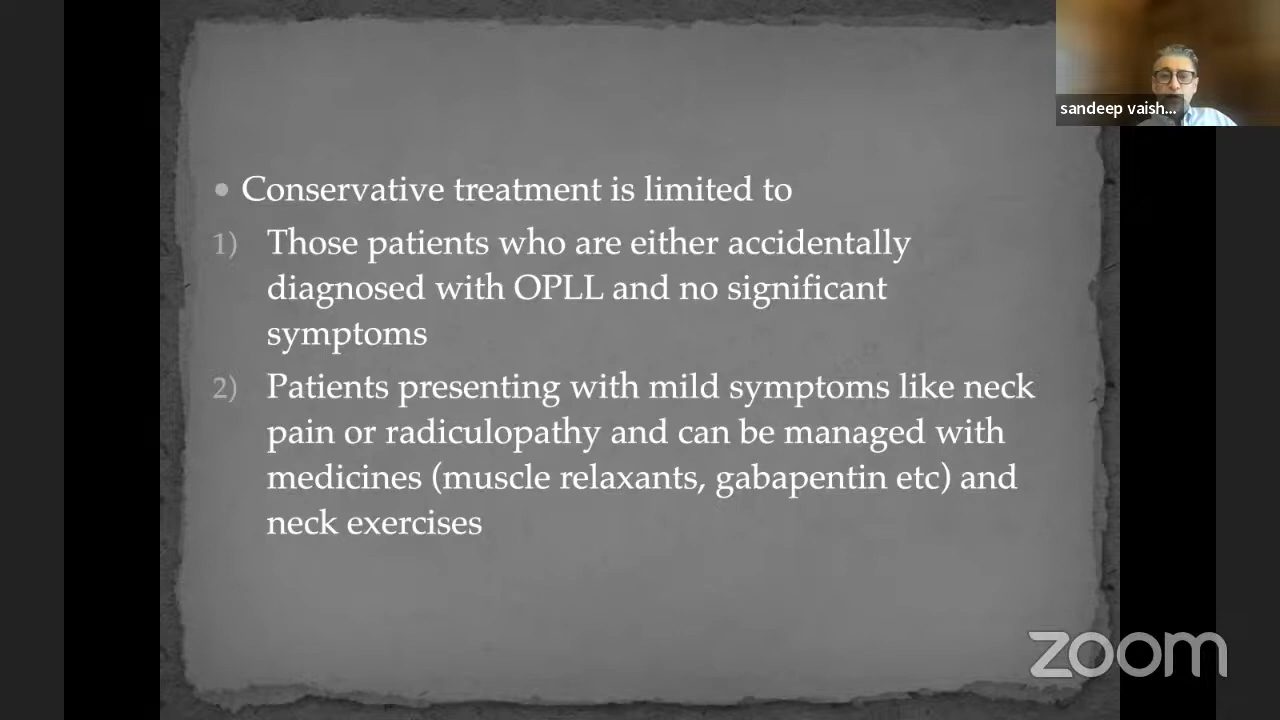 sandeep vaish...
• Conservative treatment is limited to
1) Those patients who are either accidentally
diagnosed with OPLL and no significant
symptoms
2) Patients presenting with mild symptoms like neck
pain or radiculopathy and can be managed with
medicines (muscle relaxants, gabapentin etc) and
neck exercises
zoom